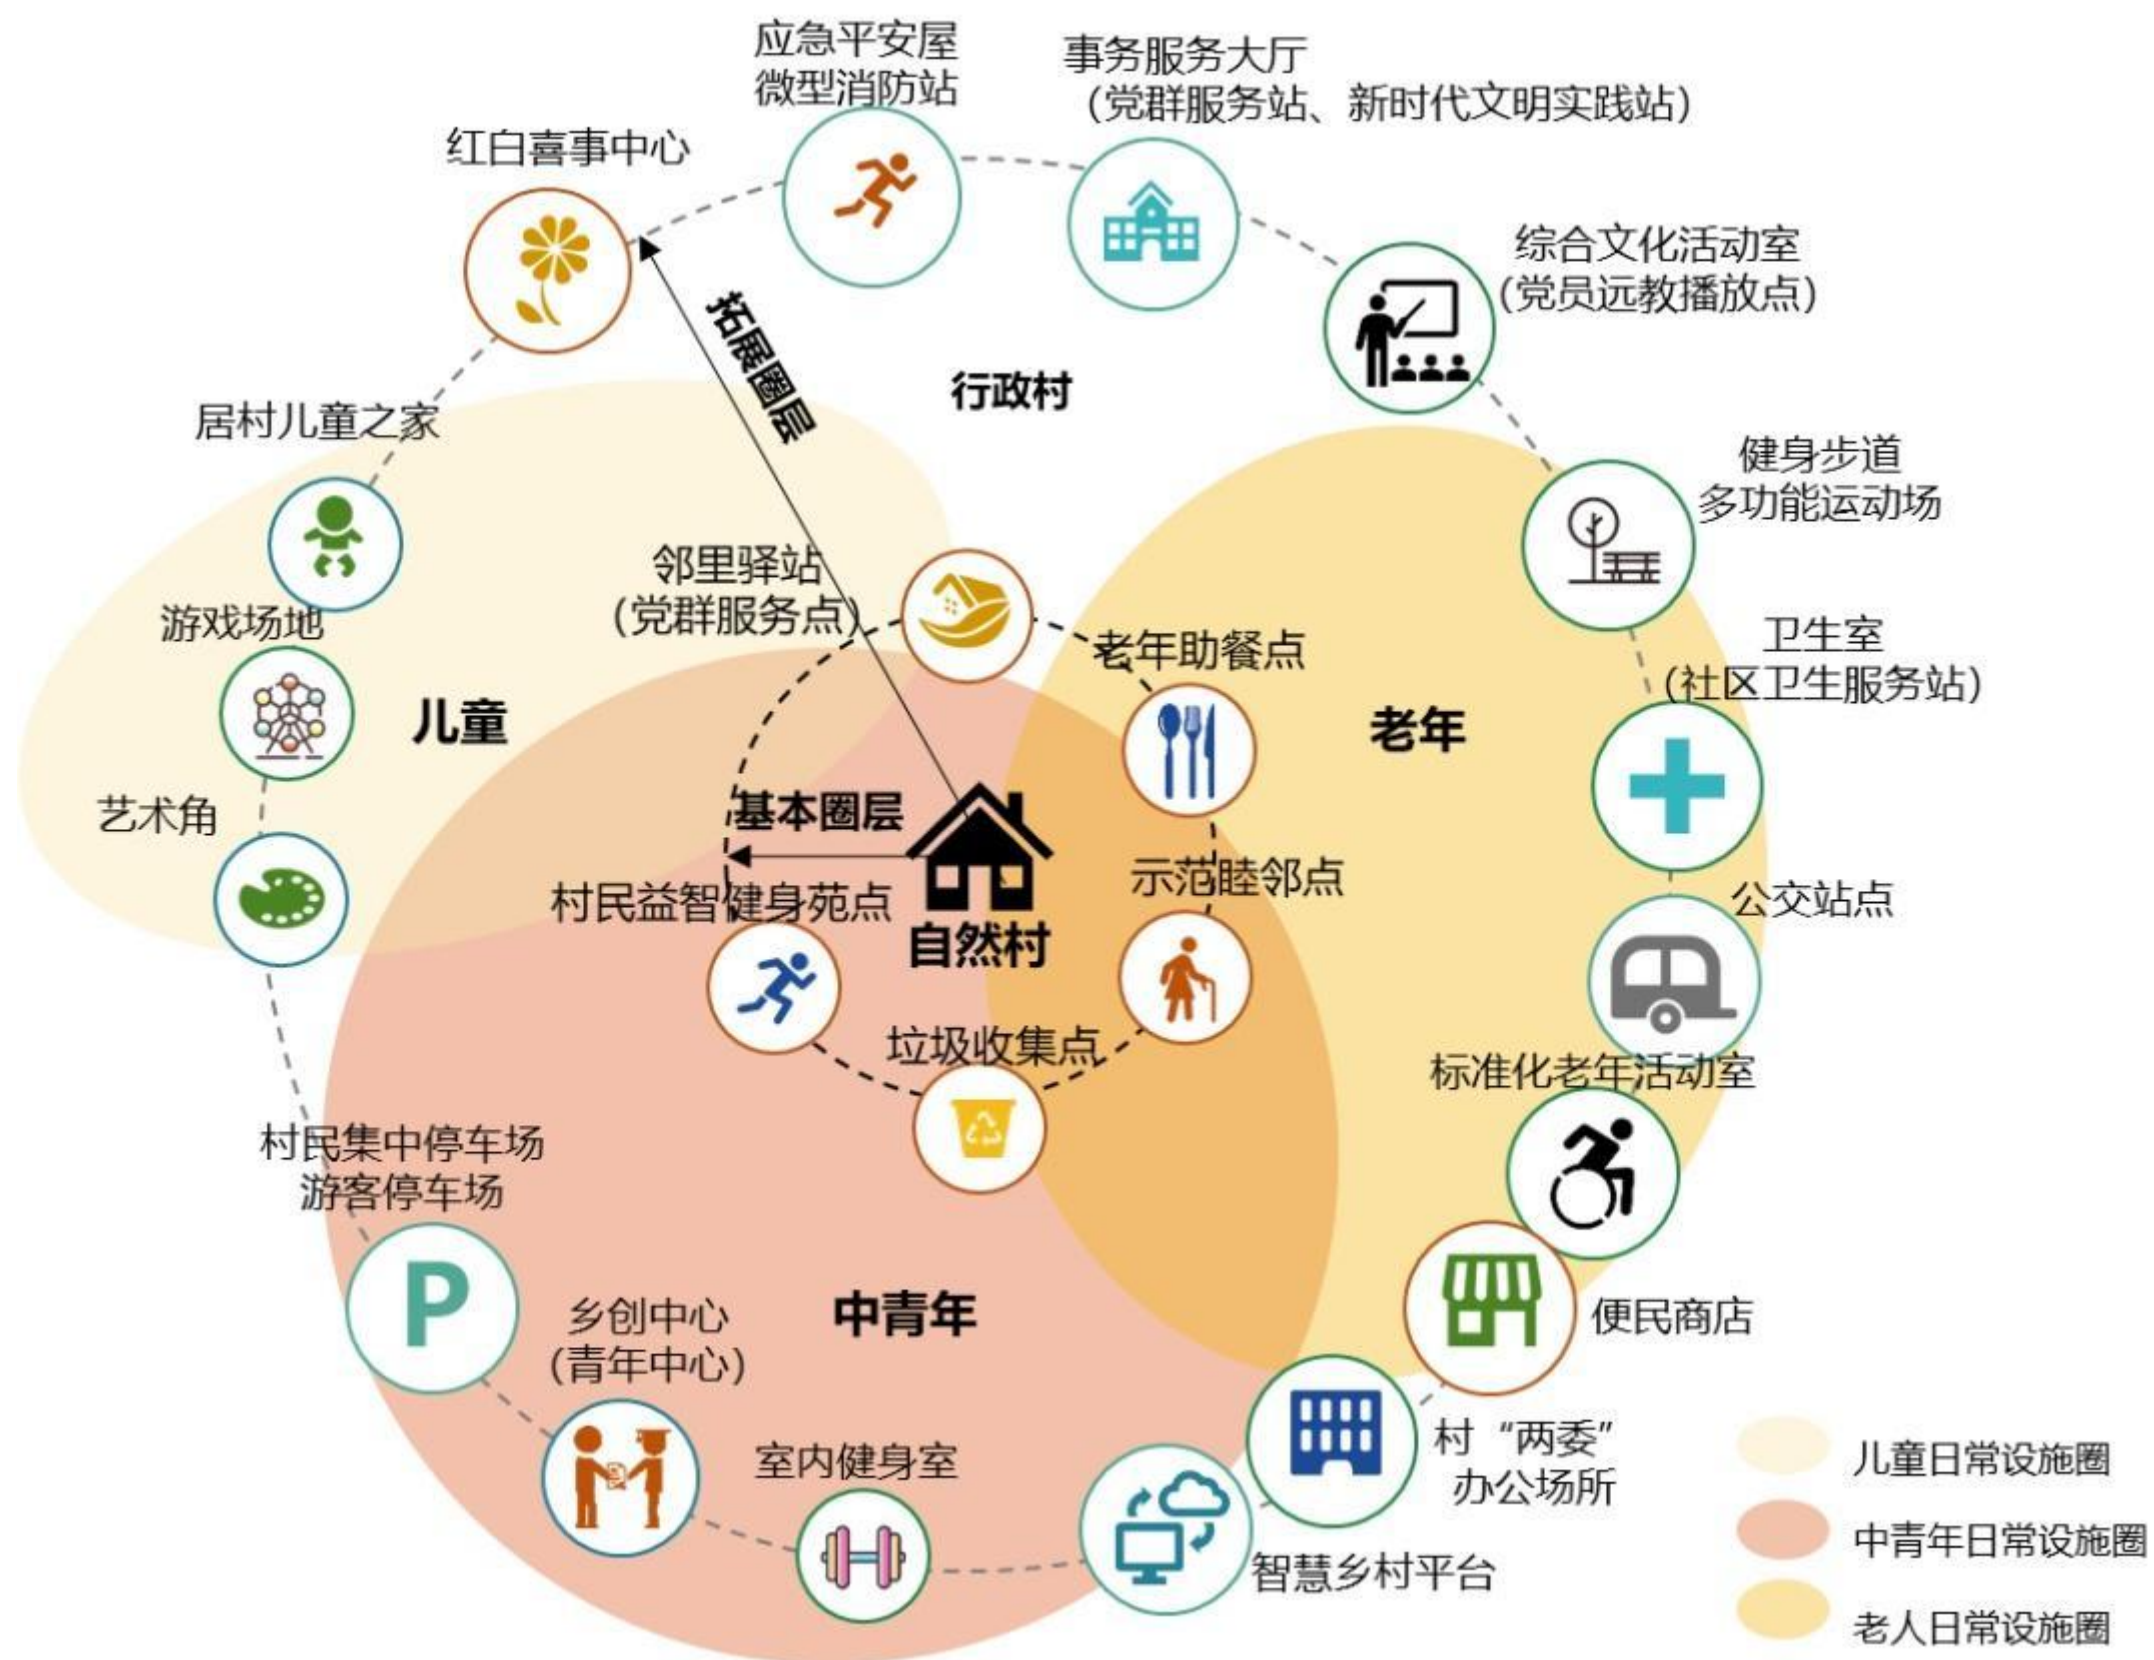 应急平安屋
微型消防站
事务服务大厅
（党群服务站、新时代文明实践站）
红白喜事中心
综合文化活动室
（党员远教播放点）
拓展圈层
行政村
居村儿童之家
健身步道
多功能运动场
邻里驿站
（党群服务点）
游戏场地
老年助餐点
卫生室
（社区卫生服务站）
儿童
老年
艺术角
基本圈层
村民益智健身苑点
示范睦邻点
公交站点
自然村
垃圾收集点
标准化老年活动室
村民集中停车场
游客停车场
P
乡创中心
（青年中心）
中青年
便民商店
室内健身室
村“两委”
办公场所
智慧乡村平台
儿童日常设施圈
中青年日常设施圈
老人日常设施圈